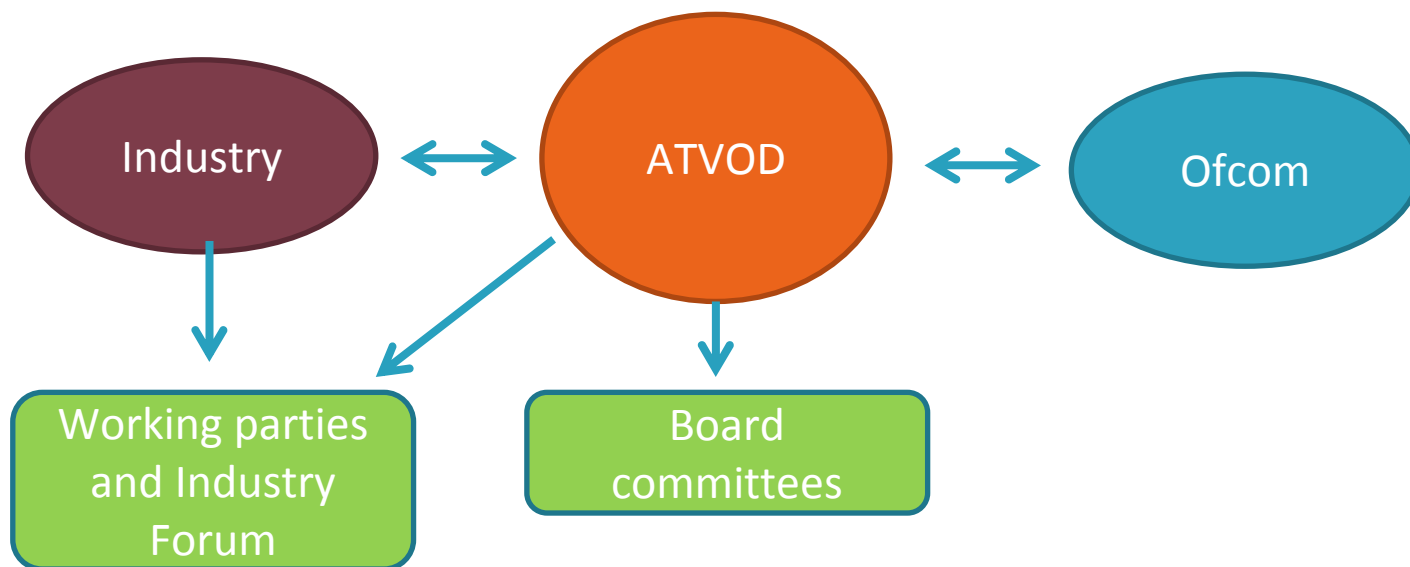 Industry
ATVOD
Ofcom
Working parties
and Industry
Forum
Board
committees